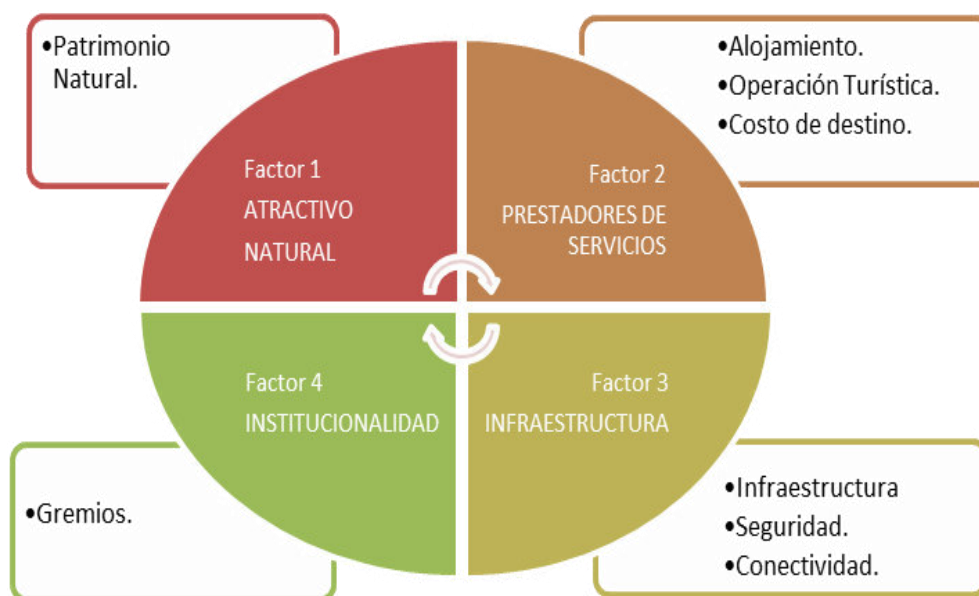 •Patrimonio
Natural.
Factor 1
ATRACTIVO
NATURAL
•Alojamiento.
•Operación Turística.
•Costo de destino.
Factor 2
PRESTADORES DE
SERVICIOS
Factor 4
INSTITUCIONALIDAD
•Gremios.
Factor 3
INFRAESTRUCTURA
•Infraestructura
•Seguridad.
•Conectividad.